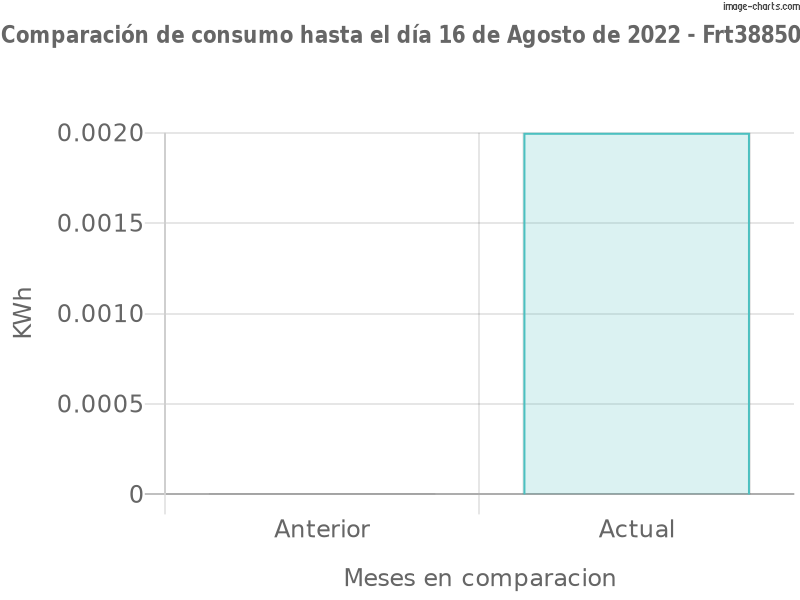 image-charts.com
Comparación de consumo hasta el día 16 de Agosto de 2022 - Frt38850
0.0020
0.0015
0.0010
0.0005
0
KWh
Anterior Actual
Meses en comparacion